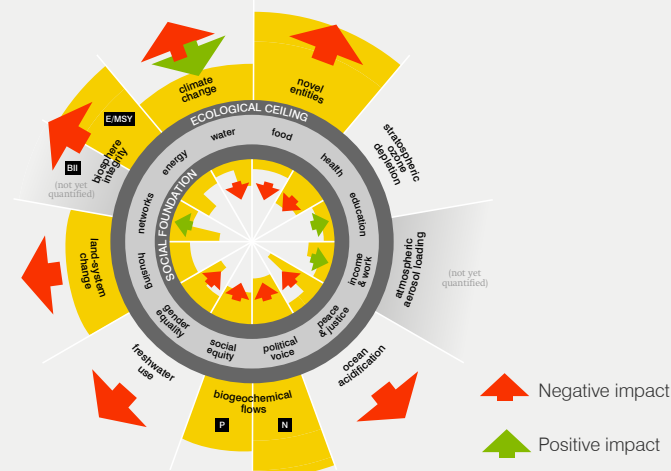 climate
change
novel
entities
E/MSY
BII
biosphere
integrity
(not yet
quantified)
stratospheric
ozone
depletion
ECOLOGICAL CEILING
water
food
energy
health
networks
education
SOCIAL FOUNDATION
housing
income
& work
gender
equality
peace
& justice
social
equity
political
voice
land-system
change
atmospheric
aerosol loading
(not yet
quantified)
freshwater
use
ocean
acidification
biogeochemical
flows
P
N
Negative impact
Positive impact